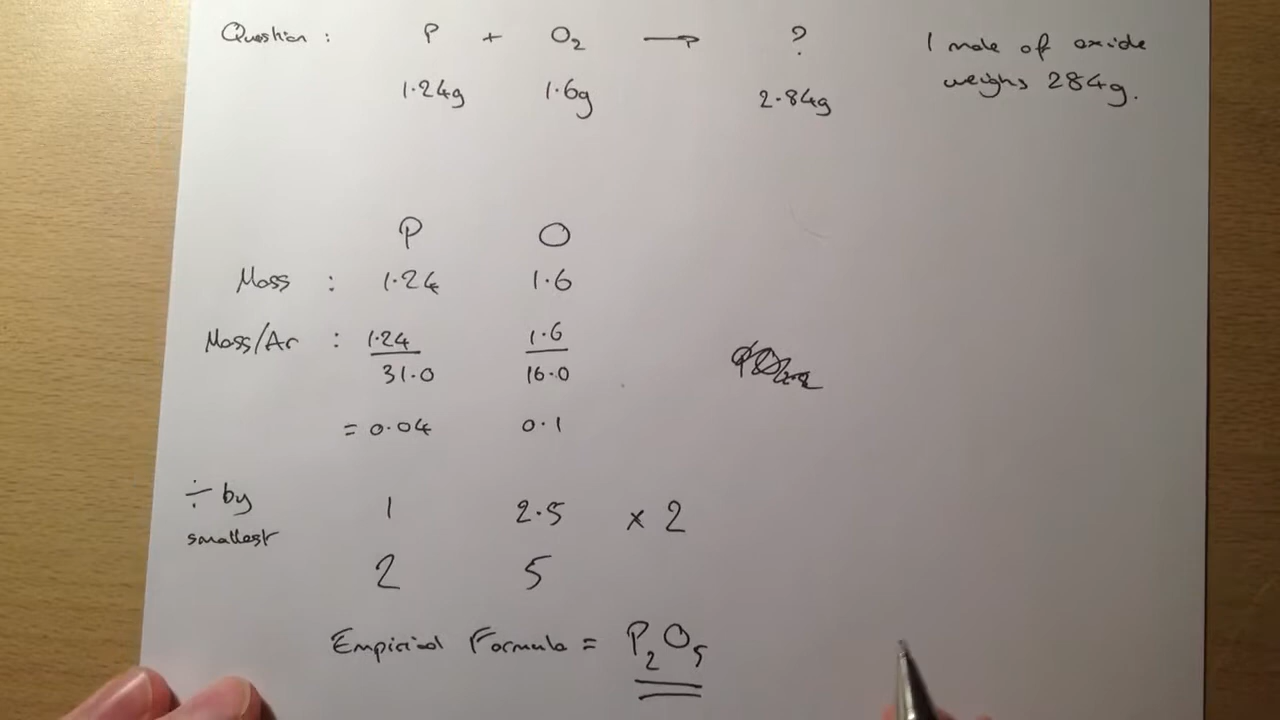 Question : P + O2 → ? 1 mole of oxide
1.24g 1.6g 2.84g weighs 284g.
P O
Mass : 1.24 1.6
Mass/Ar : 1.24 1.6
31.0 16.0
= 0.04 0.1
÷ by 1 2.5 x 2
smallest
2 5
Empirical Formula = P2O5